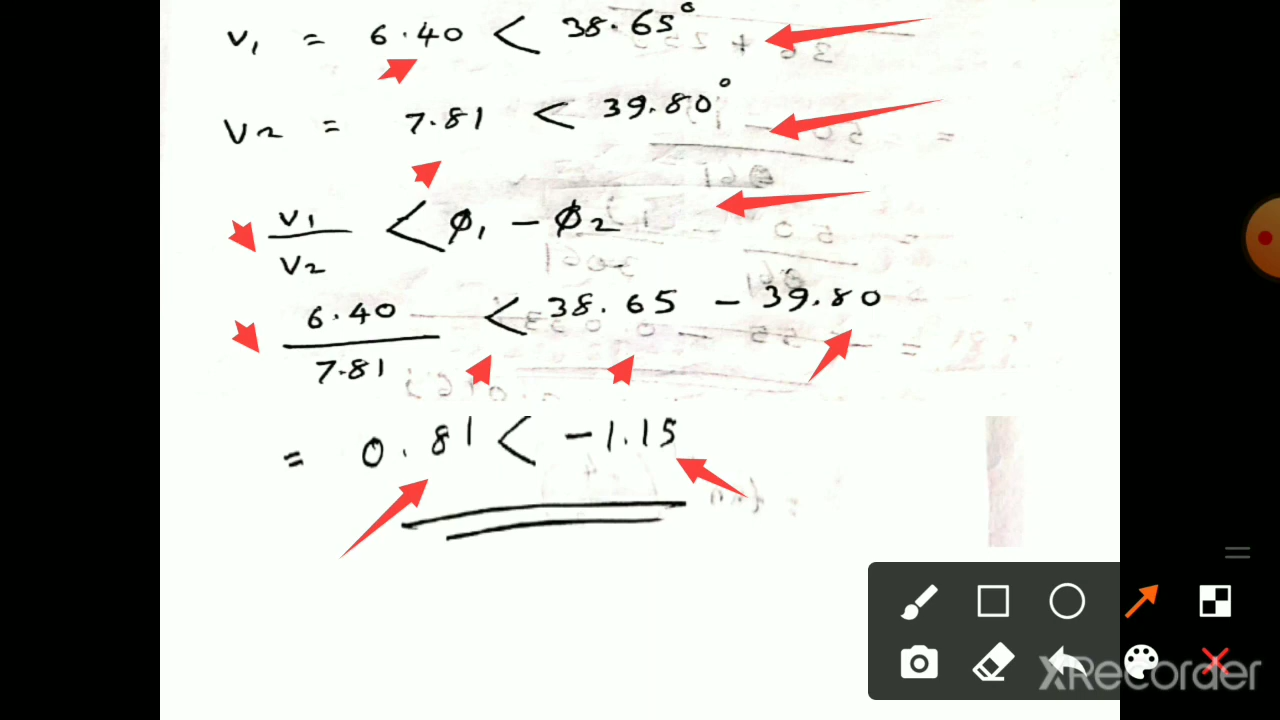 V1 = 6.40 < 38.65°
V2 = 7.81 < 39.80°
V1 / V2 < Ø1 - Ø2
6.40 / 7.81 < 38.65 - 39.80
= 0.81 < -1.15
XRecorder